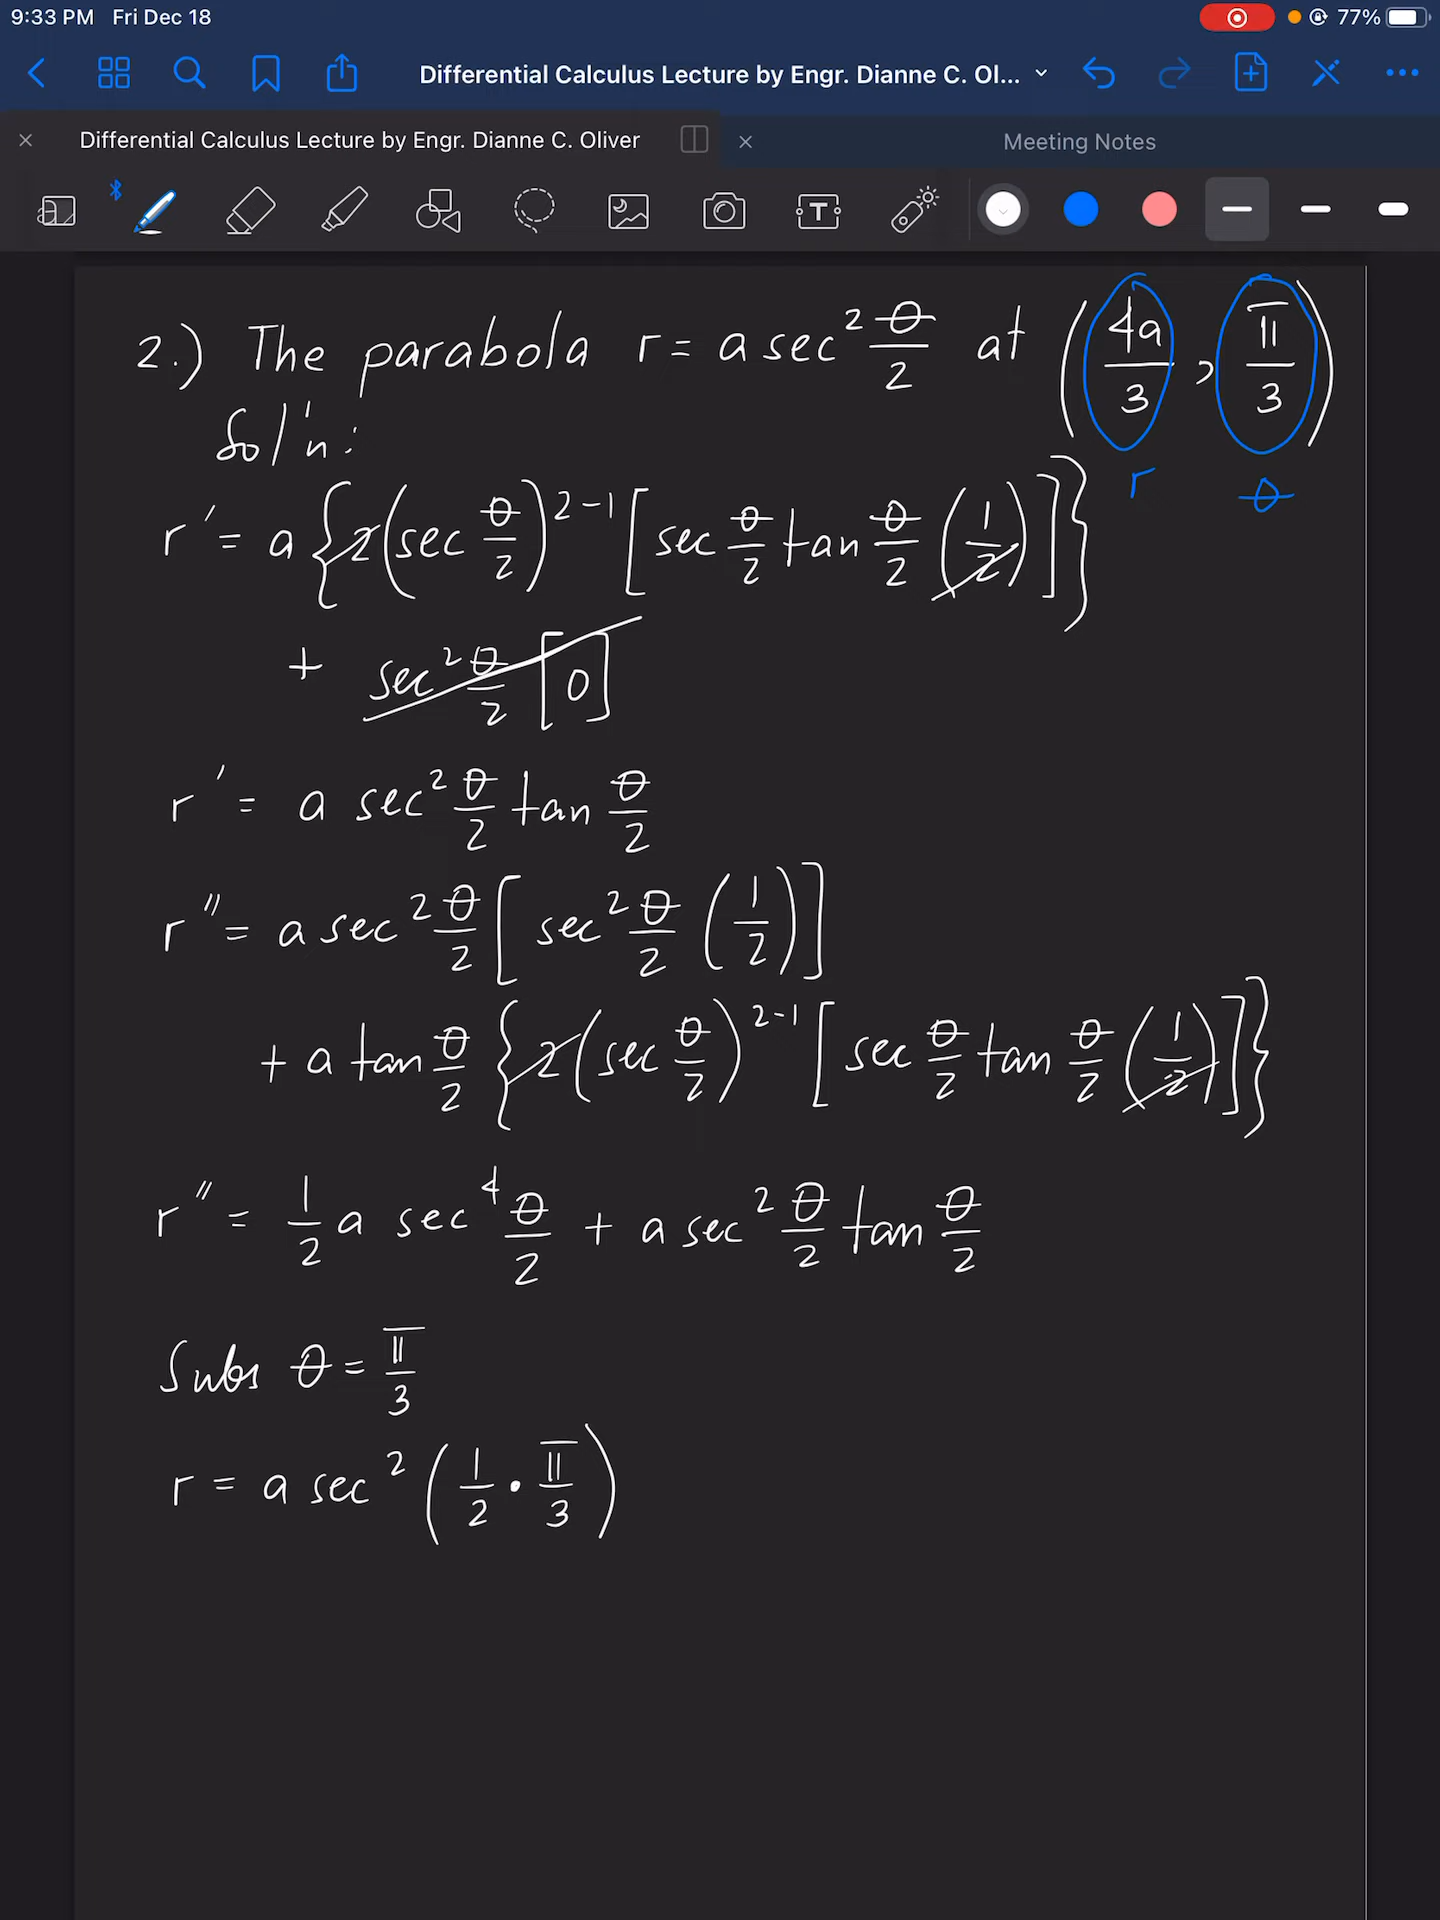 9:33 PM Fri Dec 18 77%
Differential Calculus Lecture by Engr. Dianne C. Ol...
Differential Calculus Lecture by Engr. Dianne C. Oliver
Meeting Notes
2.) The parabola r = a sec² θ/2 at (4a/3, π/3)
Sol'n:
r θ
r' = a {2(sec θ/2)^(2-1) [sec θ/2 tan θ/2 (1/2)]}
+ sec² θ/2 [0]
r' = a sec² θ/2 tan θ/2
r'' = a sec² θ/2 [sec² θ/2 (1/2)]
+ a tan θ/2 {2(sec θ/2)^(2-1) [sec θ/2 tan θ/2 (1/2)]}
r'' = 1/2 a sec⁴ θ/2 + a sec² θ/2 tan θ/2
Subs θ = π/3
r = a sec² (1/2 · π/3)